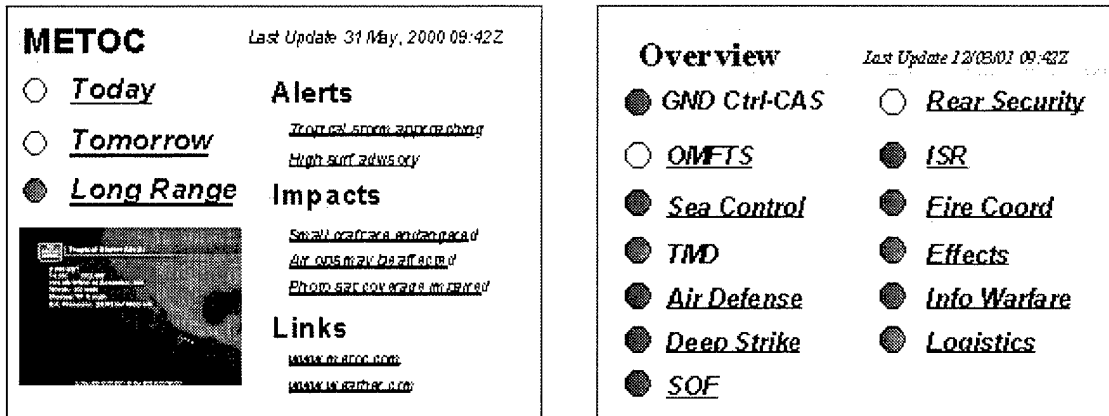 METOC
Last Update 31 May, 2000 09:42Z
Today
Tomorrow
Long Range
Alerts
Tropical storm approaching
High surf advisory
Impacts
Small craft are endangered
Air ops may be affected
Photo sat coverage impaired
Links
www.metoc.com
www.weather.com
Overview
Last Update 12/03/01 09:42Z
GND Ctrl-CAS
OMFTS
Sea Control
TMD
Air Defense
Deep Strike
SOF
Rear Security
ISR
Fire Coord
Effects
Info Warfare
Logistics